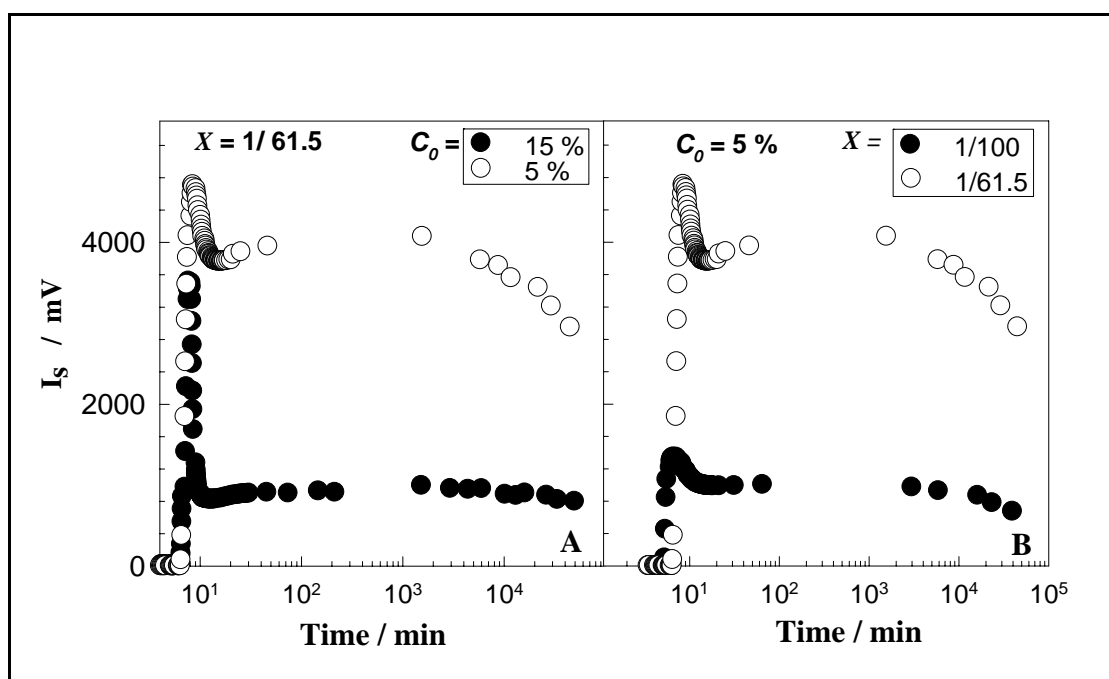 X = 1/ 61.5
C0 =
15 %
5 %
C0 = 5 %
X =
1/100
1/61.5
4000
2000
0
Is / mV
A
B
10^1
10^2
10^3
10^4
10^1
10^2
10^3
10^4
10^5
Time / min
Time / min